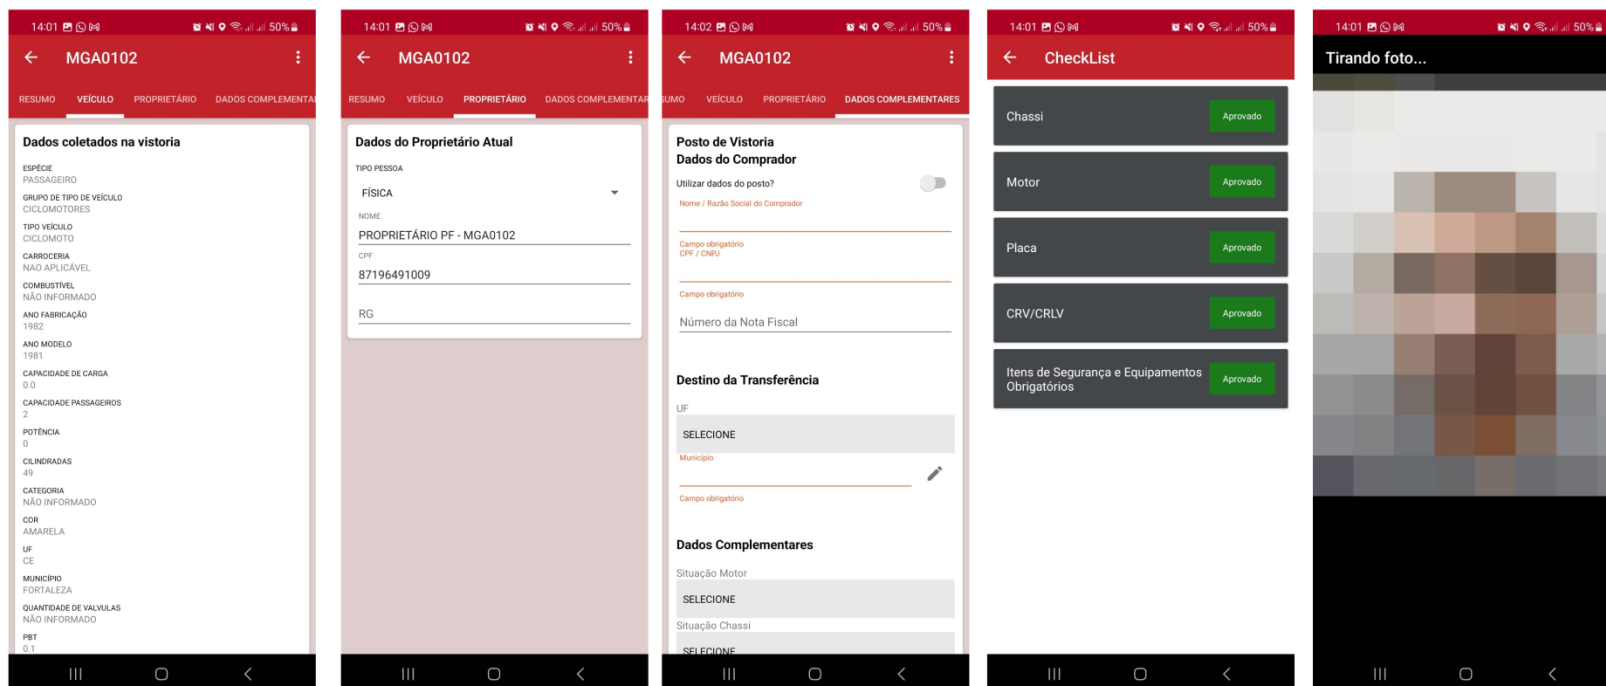 14:01
50%
MGA0102
RESUMO VEÍCULO PROPRIETÁRIO DADOS COMPLEMENTA
Dados coletados na vistoria
ESPÉCIE
PASSAGEIRO
GRUPO DE TIPO DE VEÍCULO
CICLOMOTORES
TIPO VEÍCULO
CICLOMOTO
CARROCERIA
NAO APLICÁVEL
COMBUSTÍVEL
NÃO INFORMADO
ANO FABRICAÇÃO
1982
ANO MODELO
1981
CAPACIDADE DE CARGA
0.0
CAPACIDADE PASSAGEIROS
2
POTÊNCIA
0
CILINDRADAS
49
CATEGORIA
NÃO INFORMADO
COR
AMARELA
UF
CE
MUNICÍPIO
FORTALEZA
QUANTIDADE DE VALVULAS
NÃO INFORMADO
PBT
0.1
14:01
50%
MGA0102
RESUMO VEÍCULO PROPRIETÁRIO DADOS COMPLEMENTAR
Dados do Proprietário Atual
TIPO PESSOA
FÍSICA
NOME
PROPRIETÁRIO PF - MGA0102
CPF
87196491009
RG
14:02
50%
MGA0102
SUMO VEÍCULO PROPRIETÁRIO DADOS COMPLEMENTARES
Posto de Vistoria
Dados do Comprador
Utilizar dados do posto?
Nome / Razão Social do Comprador
Campo obrigatório
CPF / CNPJ
Campo obrigatório
Número da Nota Fiscal
Destino da Transferência
UF
SELECIONE
Município
Campo obrigatório
Dados Complementares
Situação Motor
SELECIONE
Situação Chassi
SELECIONE
14:01
50%
CheckList
Chassi Aprovado
Motor Aprovado
Placa Aprovado
CRV/CRLV Aprovado
Itens de Segurança e Equipamentos
Obrigatórios Aprovado
14:01
50%
Tirando foto...